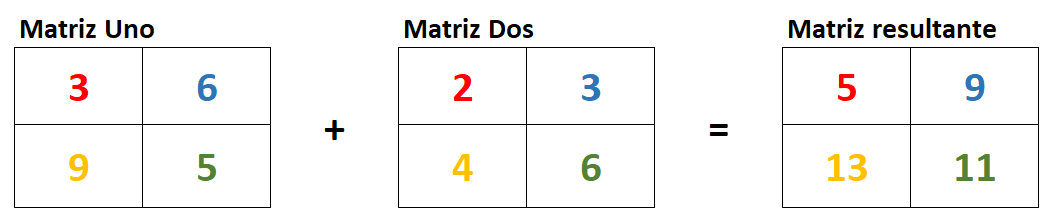 Matriz Uno Matriz Dos Matriz resultante
3 6 2 3 5 9
+ =
9 5 4 6 13 11